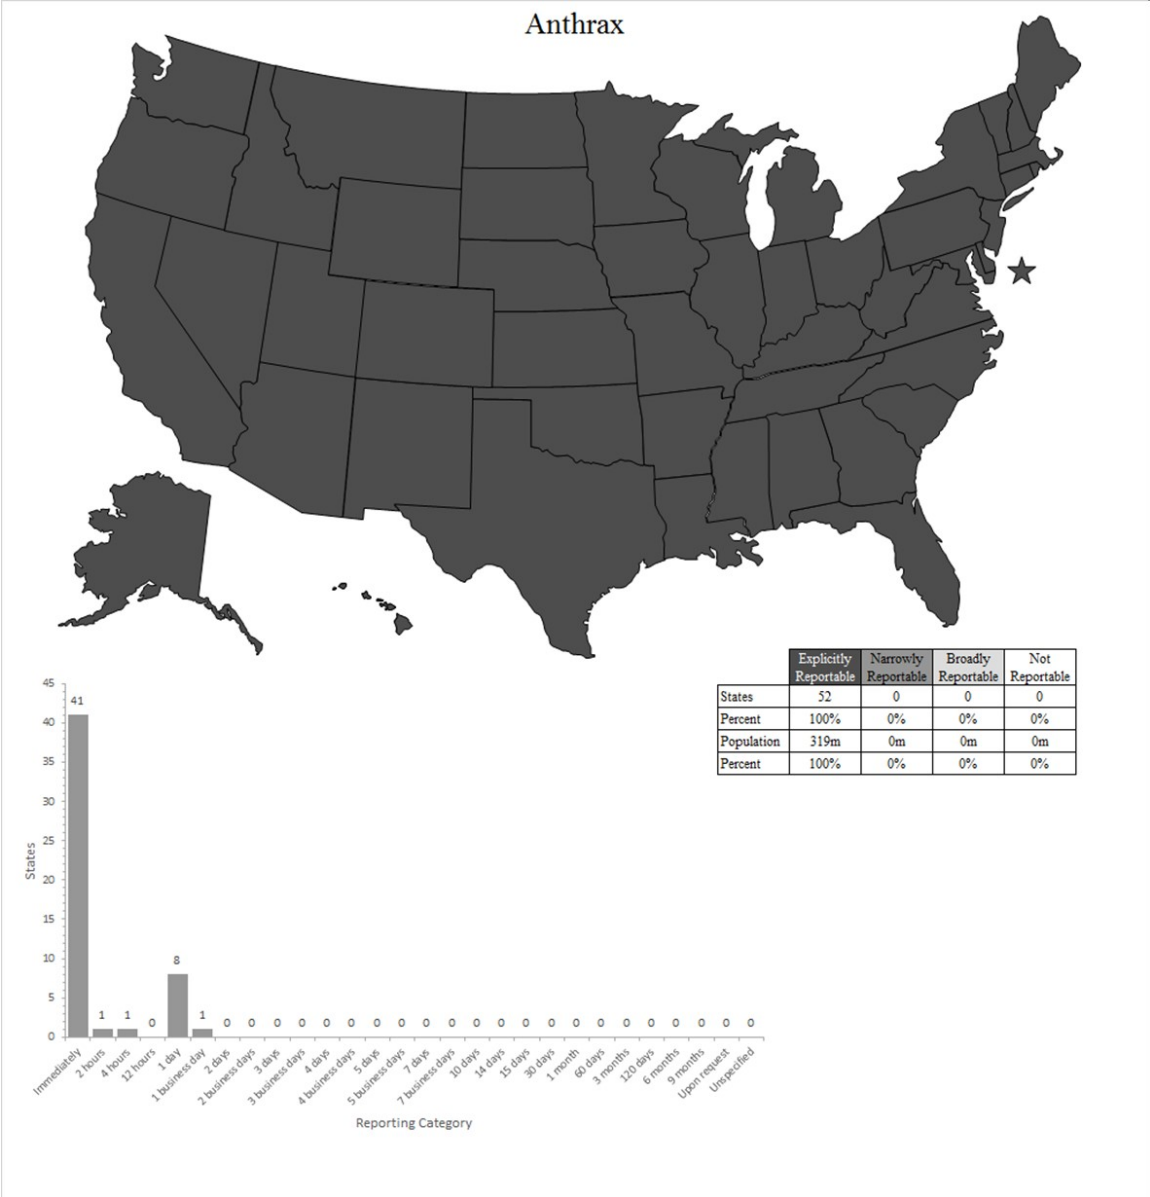 Anthrax
Explicitly Reportable Narrowly Reportable Broadly Reportable Not Reportable
States 52 0 0 0
Percent 100% 0% 0% 0%
Population 319m 0m 0m 0m
Percent 100% 0% 0% 0%
45
40
35
30
25
20
15
10
5
0
States
41 1 1 0 8 1 0 0 0 0 0 0 0 0 0 0 0 0 0 0 0 0 0 0 0 0 0 0
Immediately
2 hours
4 hours
12 hours
1 day
1 business day
2 days
2 business days
3 days
3 business days
4 days
4 business days
5 days
5 business days
7 days
7 business days
10 days
14 days
15 days
30 days
1 month
60 days
3 months
120 days
6 months
9 months
Upon request
Unspecified
Reporting Category